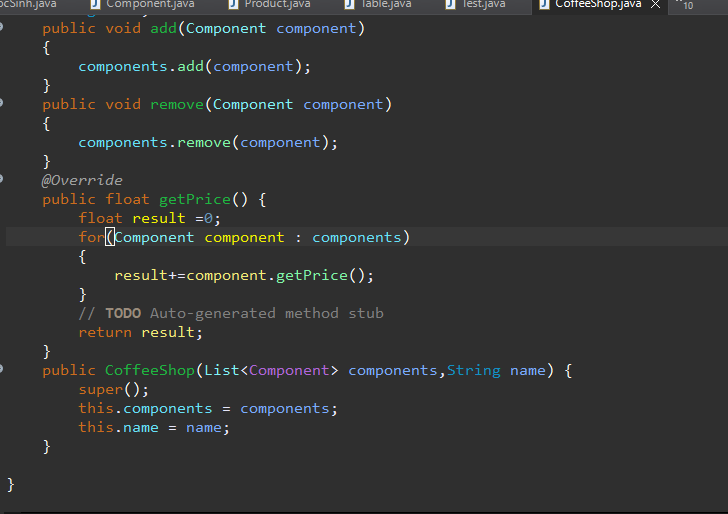 ocSinh.java Component.java Product.java Table.java Test.java CoffeeShop.java 10
public void add(Component component)
{
components.add(component);
}
public void remove(Component component)
{
components.remove(component);
}
@Override
public float getPrice() {
float result =0;
for(Component component : components)
{
result+=component.getPrice();
}
// TODO Auto-generated method stub
return result;
}
public CoffeeShop(List<Component> components,String name) {
super();
this.components = components;
this.name = name;
}
}